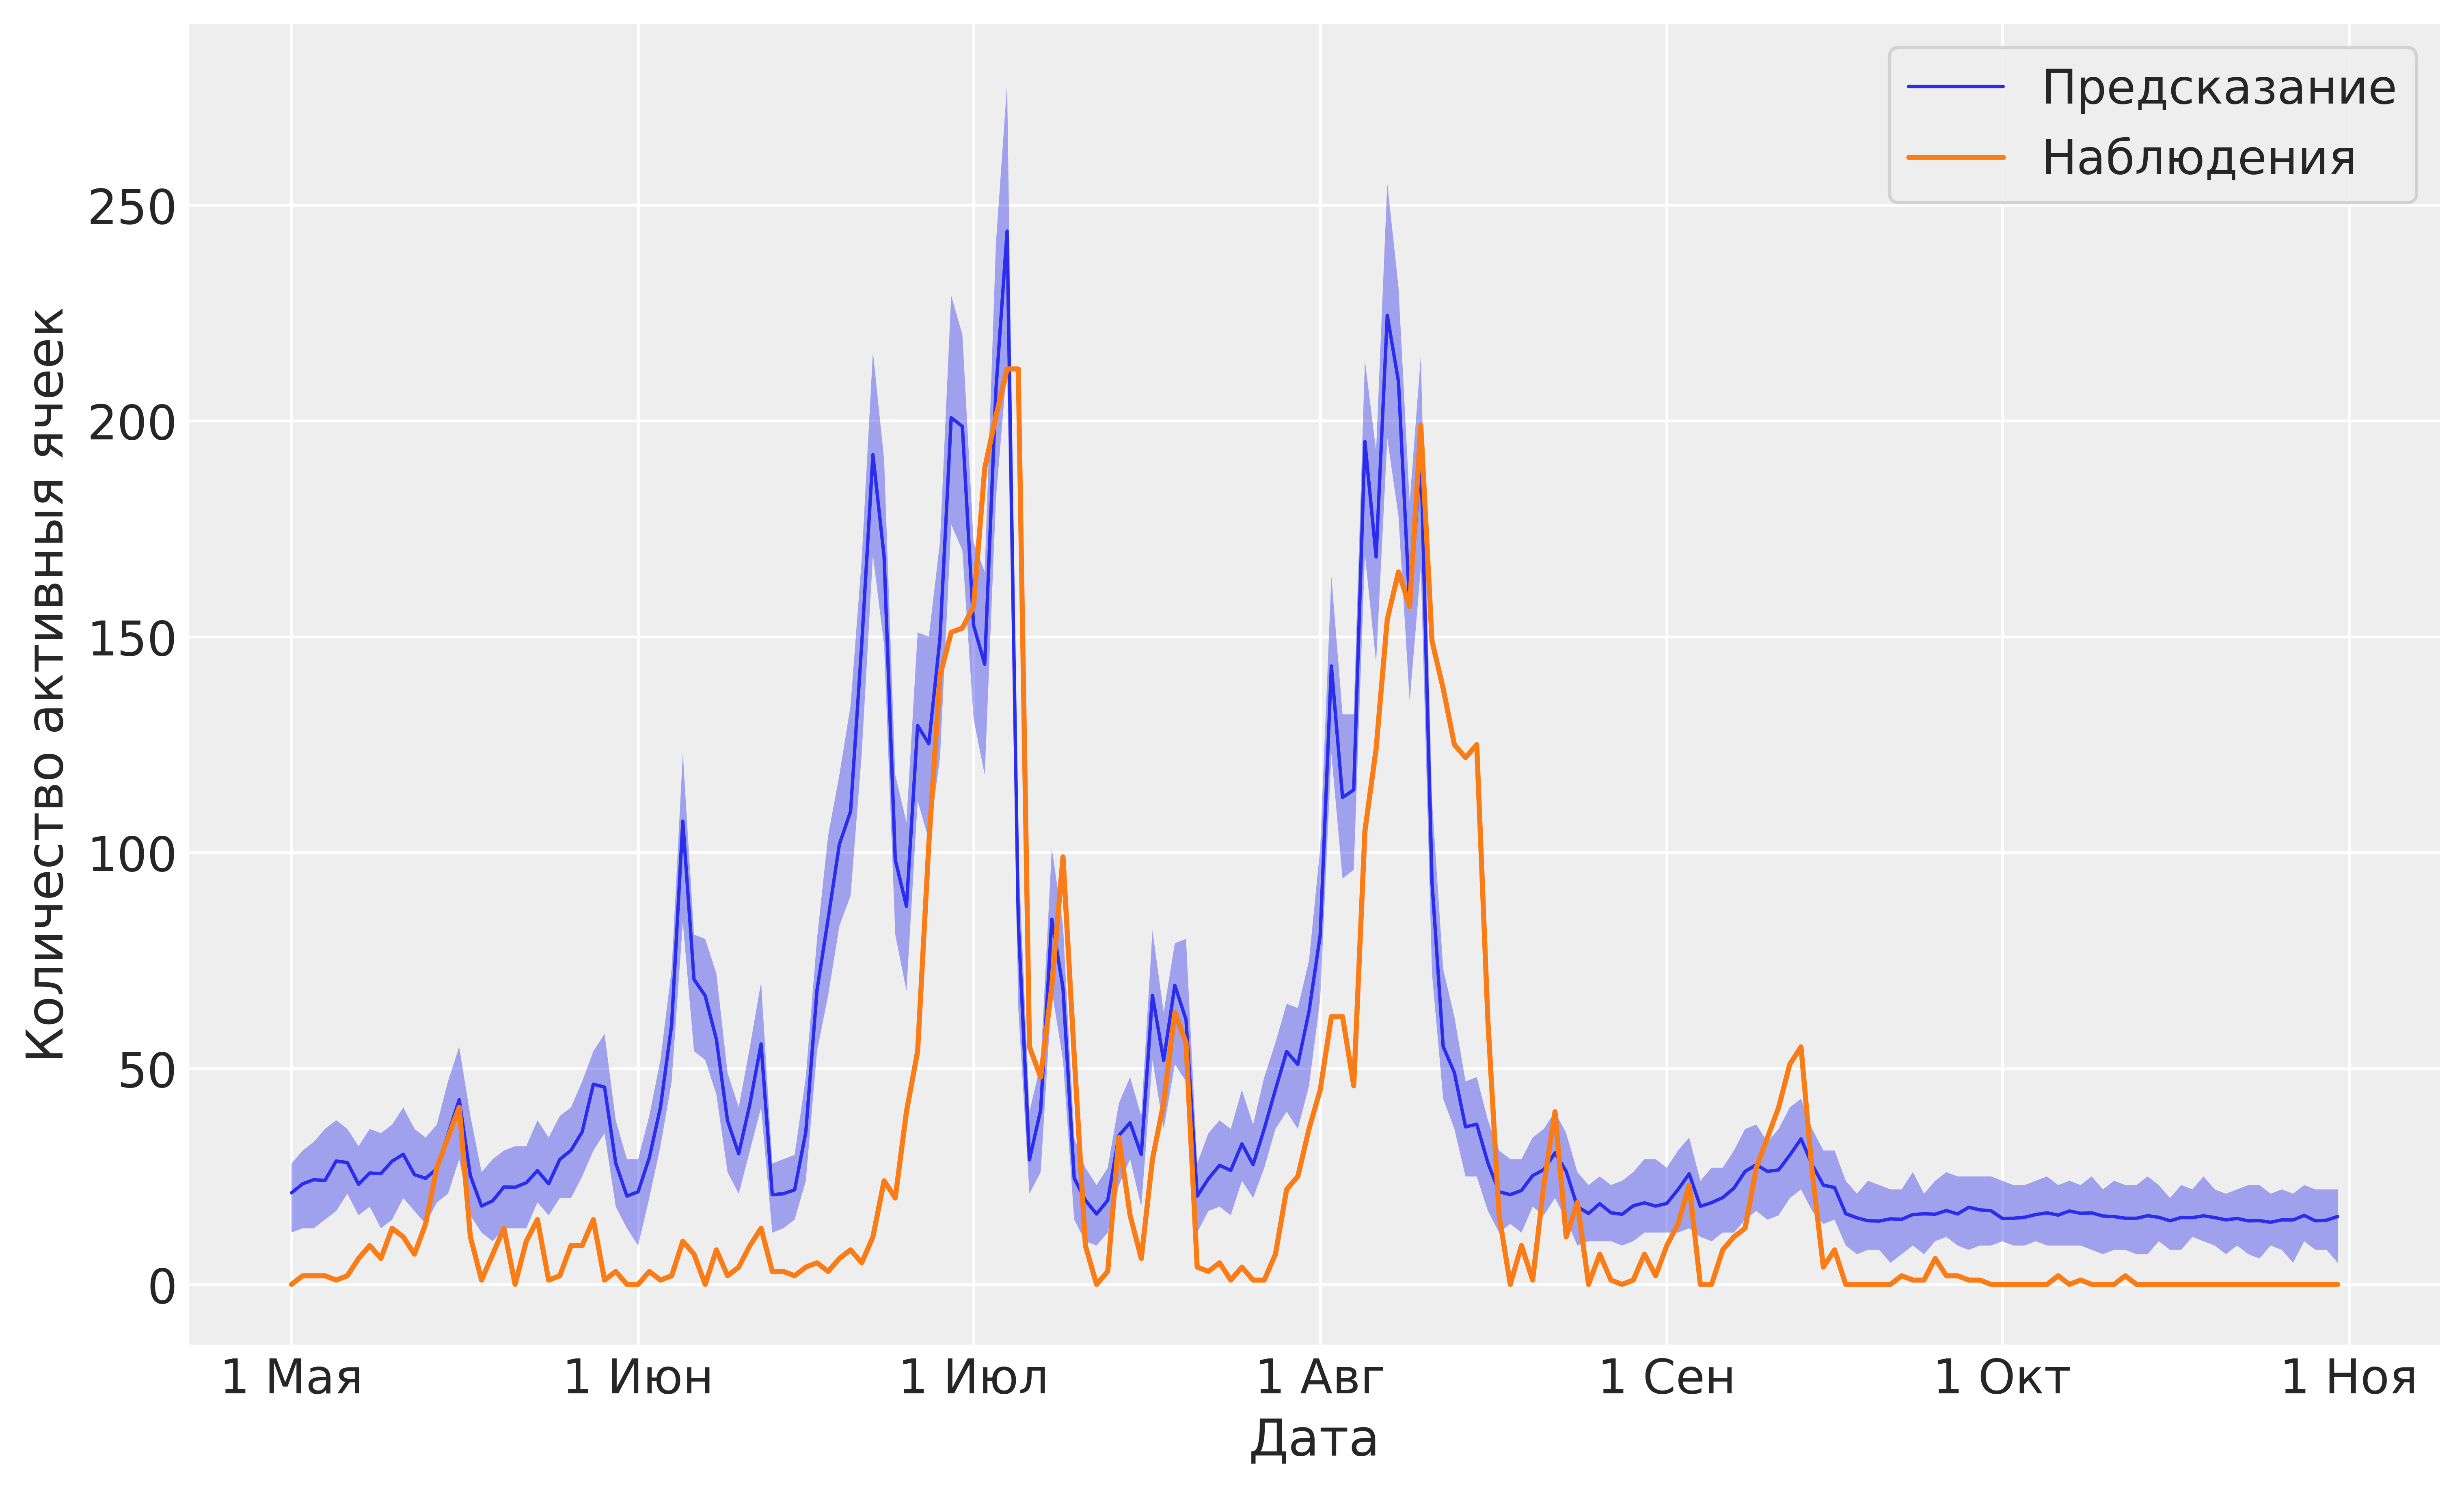 Предсказание
Наблюдения
Количество активныя ячеек
250
200
150
100
50
0
1 Мая
1 Июн
1 Июл
1 Авг
1 Сен
1 Окт
1 Ноя
Дата